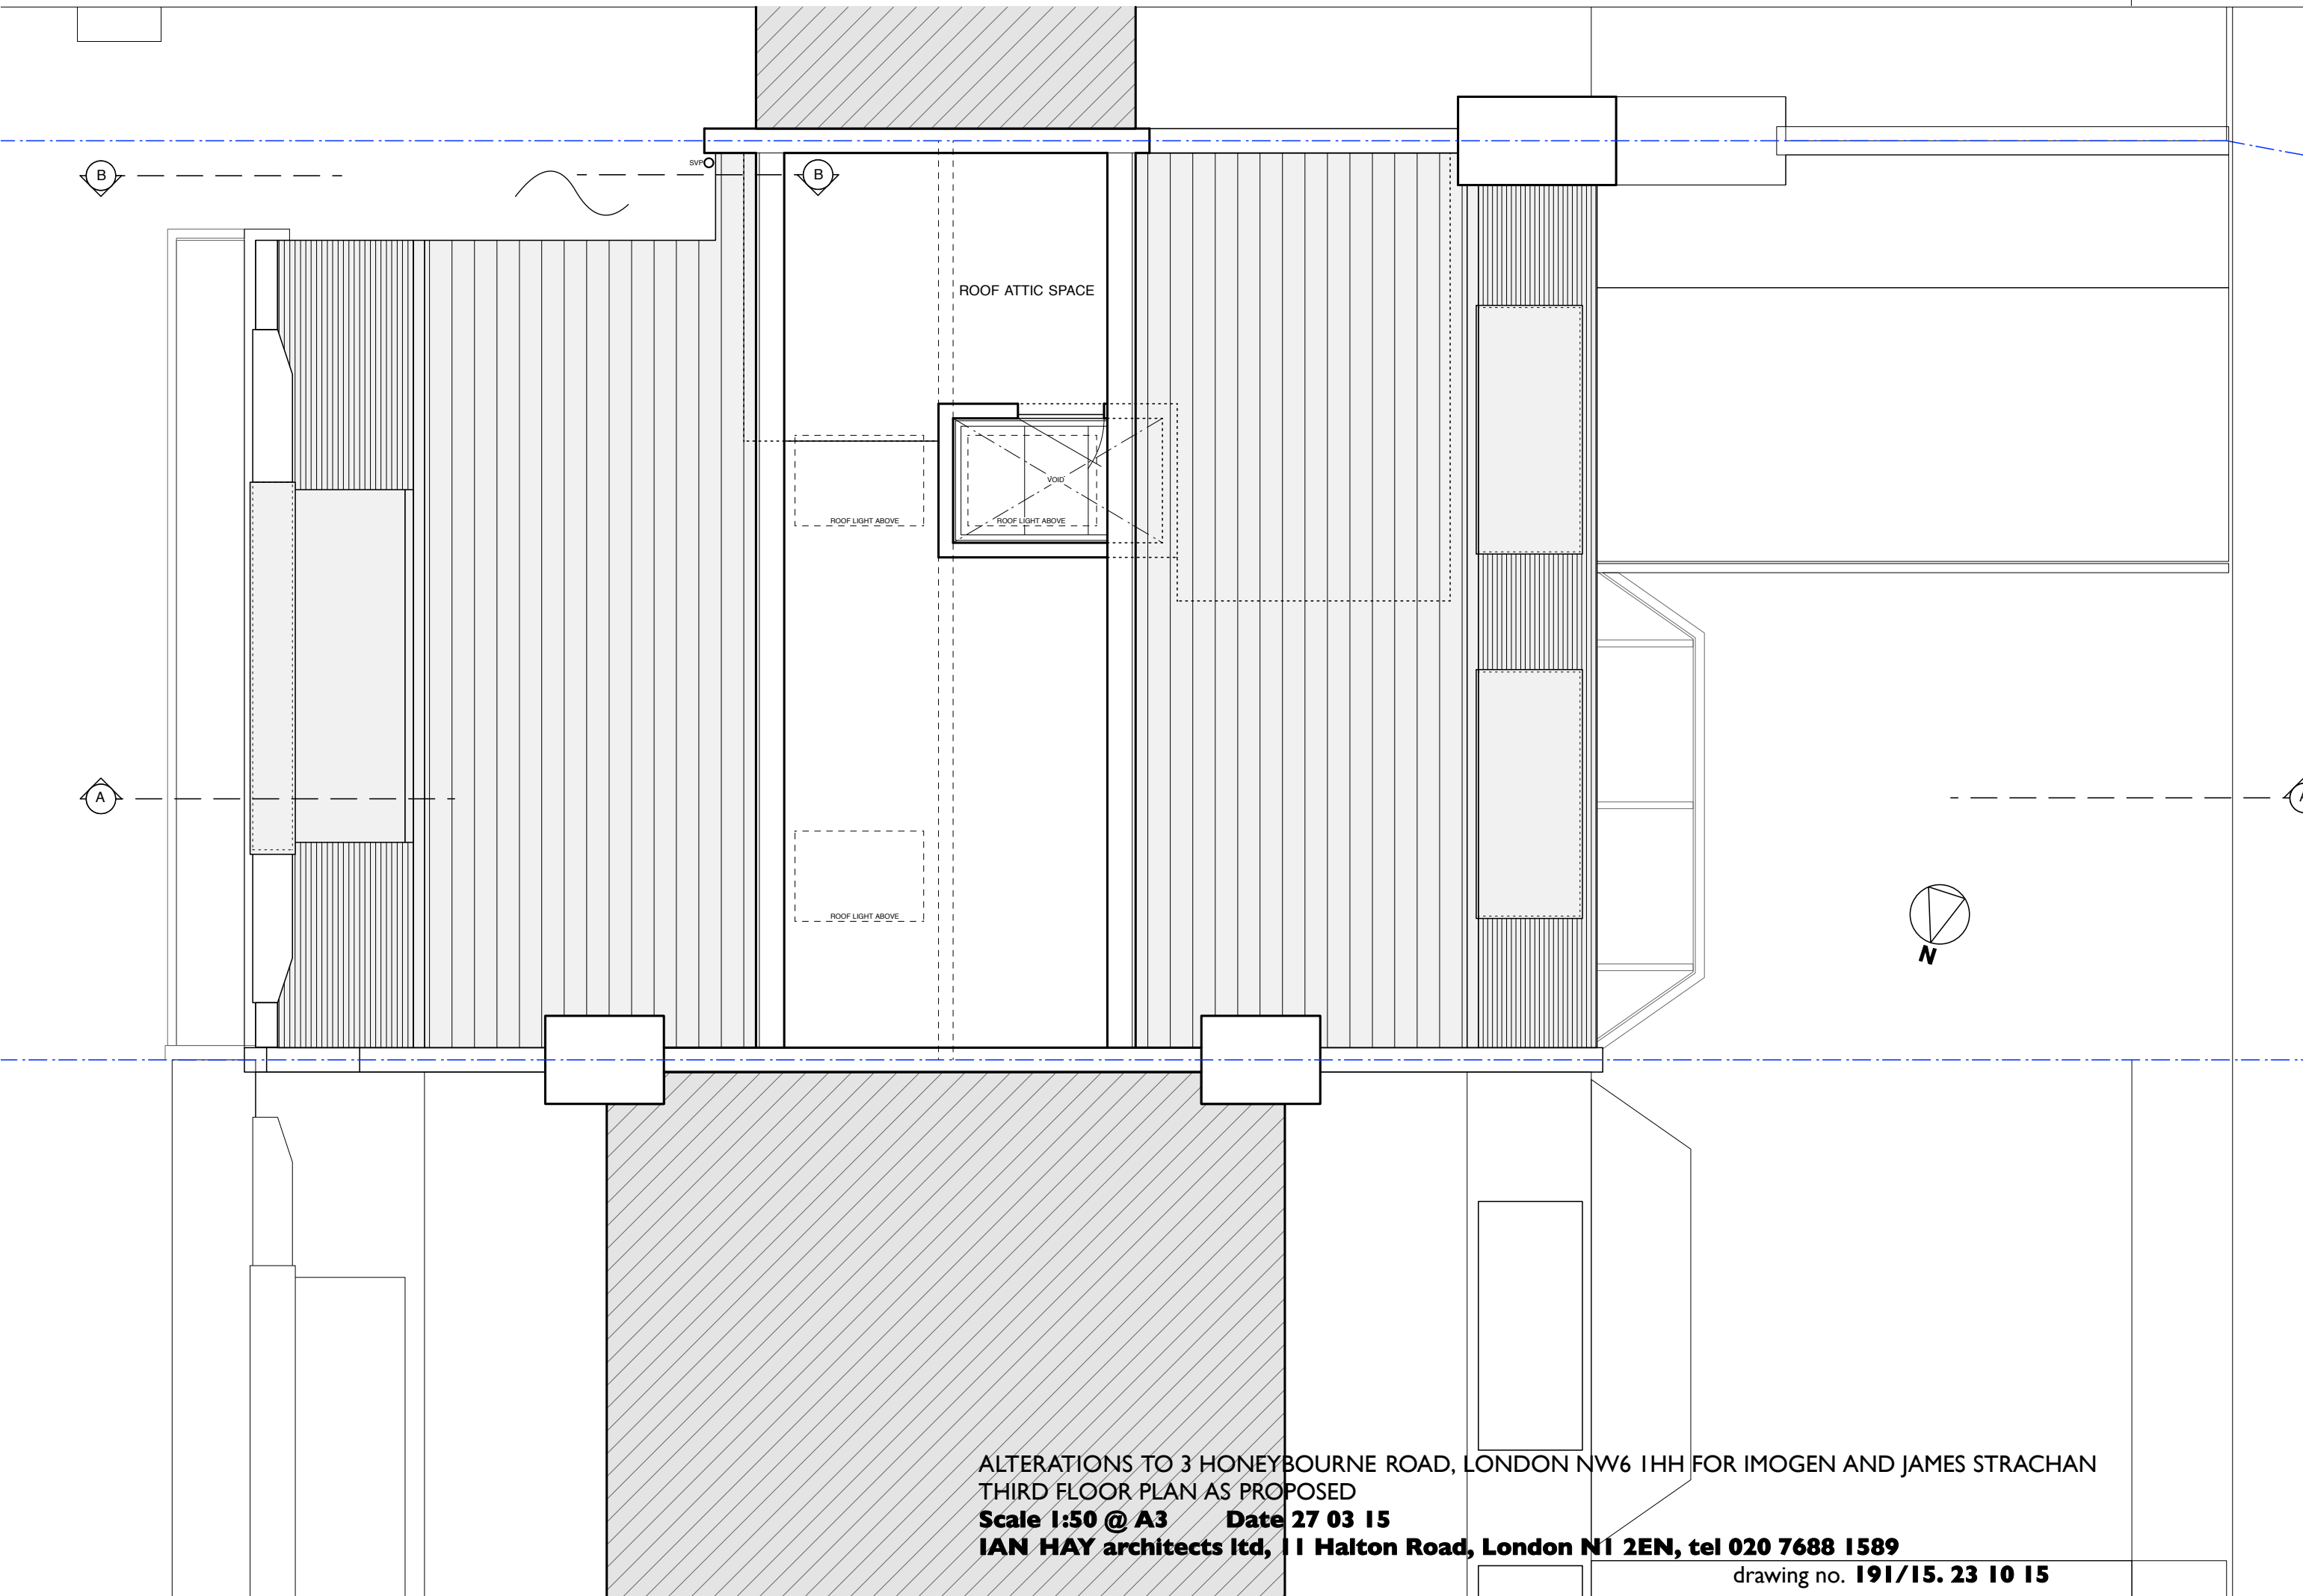 SVP
B
B
ROOF ATTIC SPACE
VOID
ROOF LIGHT ABOVE
ROOF LIGHT ABOVE
A
A
ROOF LIGHT ABOVE
N
ALTERATIONS TO 3 HONEYBOURNE ROAD, LONDON NW6 1HH FOR IMOGEN AND JAMES STRACHAN
THIRD FLOOR PLAN AS PROPOSED
Scale 1:50 @ A3 Date 27 03 15
IAN HAY architects ltd, 11 Halton Road, London N1 2EN, tel 020 7688 1589
drawing no. 191/15. 23 10 15